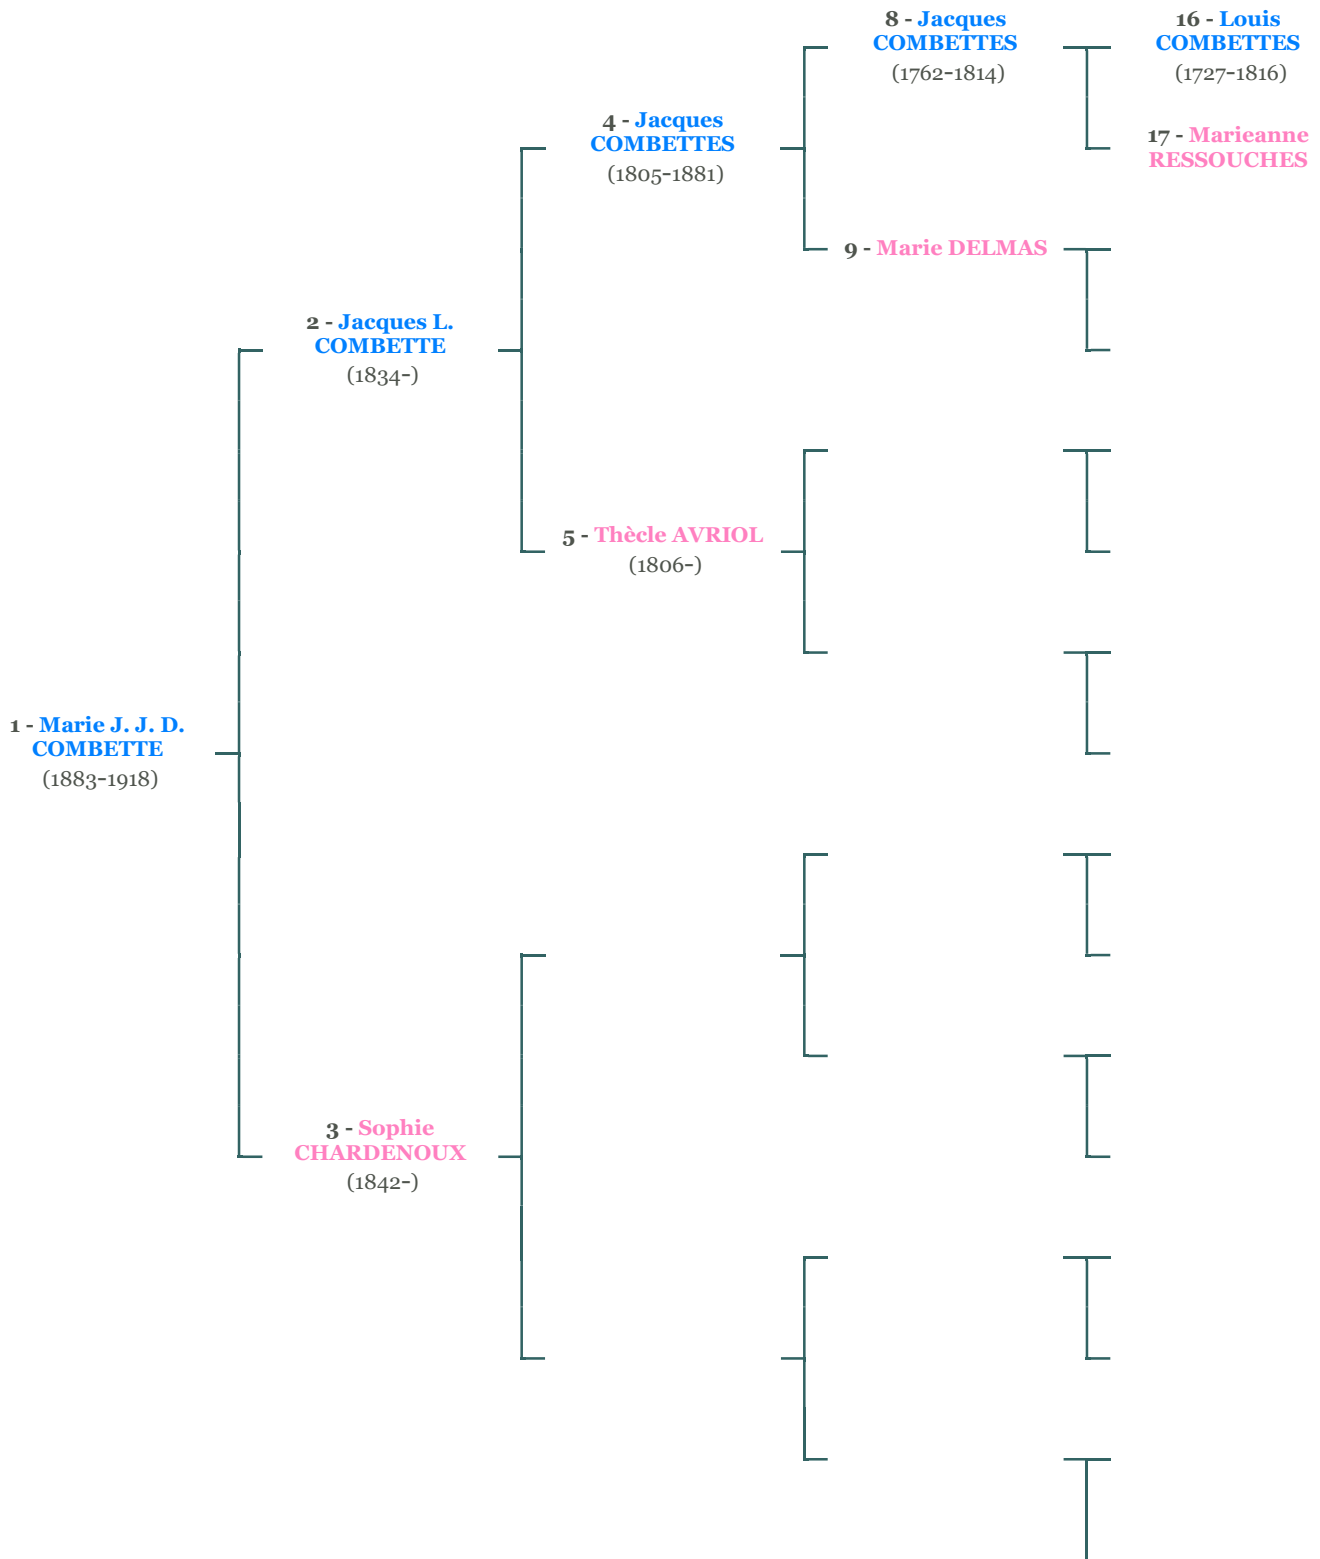 8 - Jacques
COMBETTES
(1762-1814)
16 - Louis
COMBETTES
(1727-1816)
4 - Jacques
COMBETTES
(1805-1881)
17 - Marieanne
RESSOUCHES
9 - Marie DELMAS
2 - Jacques L.
COMBETTE
(1834-)
5 - Thècle AVRIOL
(1806-)
1 - Marie J. J. D.
COMBETTE
(1883-1918)
3 - Sophie
CHARDENOUX
(1842-)